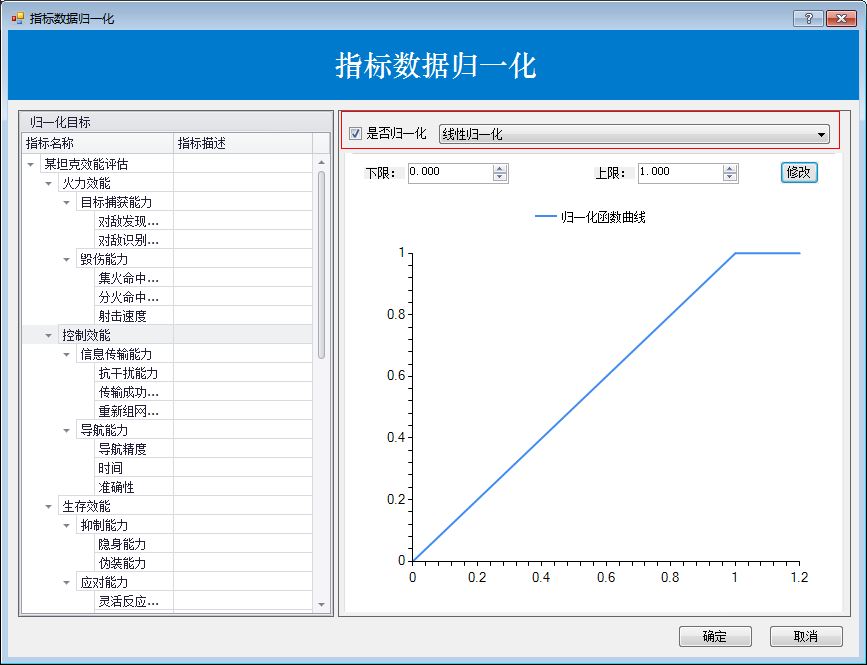 指标数据归一化
指标数据归一化
归一化目标
指标名称 指标描述
某坦克效能评估
火力效能
目标捕获能力
对敌发现...
对敌识别...
毁伤能力
集火命中...
分火命中...
射击速度
控制效能
信息传输能力
抗干扰能力
传输成功...
重新组网...
导航能力
导航精度
时间
准确性
生存效能
抑制能力
隐身能力
伪装能力
应对能力
灵活反应...
是否归一化 线性归一化
下限: 0.000 上限: 1.000 修改
归一化函数曲线
1
0.8
0.6
0.4
0.2
0
0 0.2 0.4 0.6 0.8 1 1.2
确定 取消